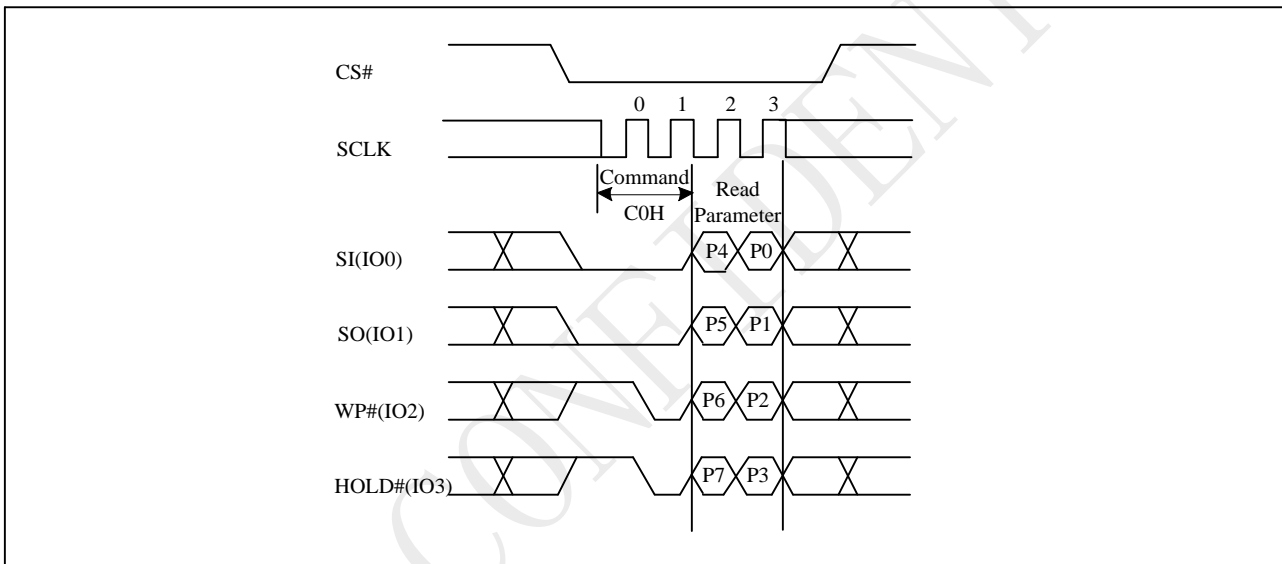 CS#
0 1 2 3
SCLK
Command
C0H
Read
Parameter
SI(IO0) P4 P0
SO(IO1) P5 P1
WP#(IO2) P6 P2
HOLD#(IO3) P7 P3